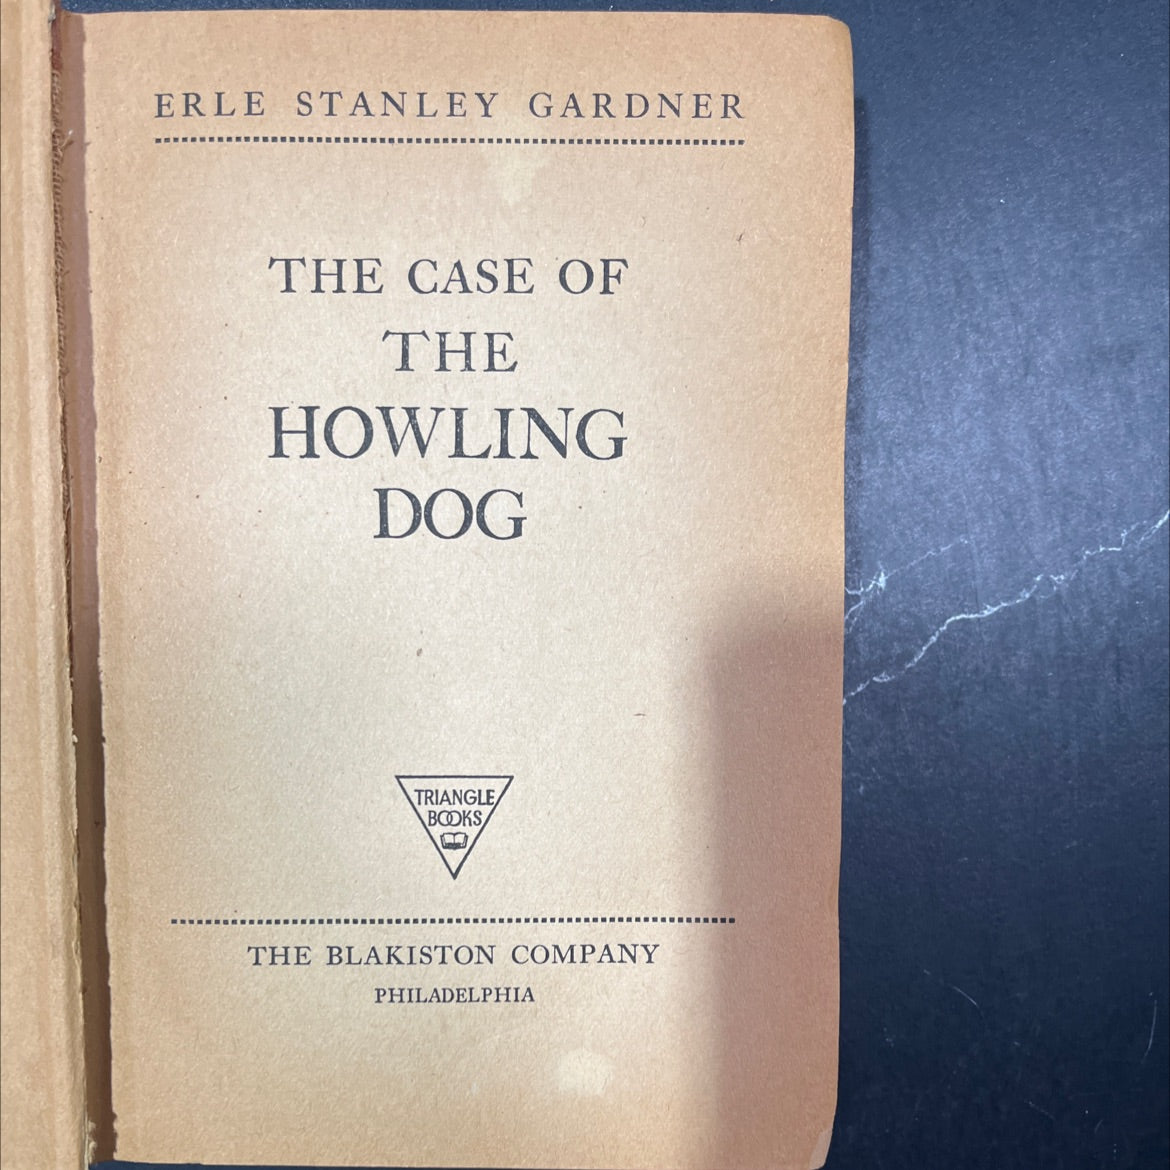 ERLE STANLEY GARDNER
THE CASE OF
THE
HOWLING
DOG
TRIANGLE
BOOKS
THE BLAKISTON COMPANY
PHILADELPHIA